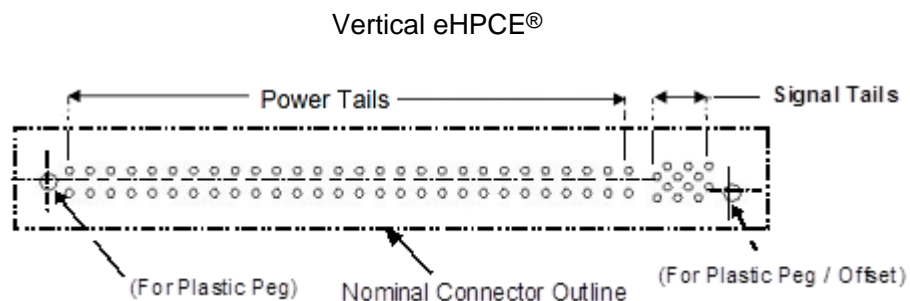 Vertical eHPCE®
Power Tails
Signal Tails
(For Plastic Peg)
Nominal Connector Outline
(For Plastic Peg / Offset)